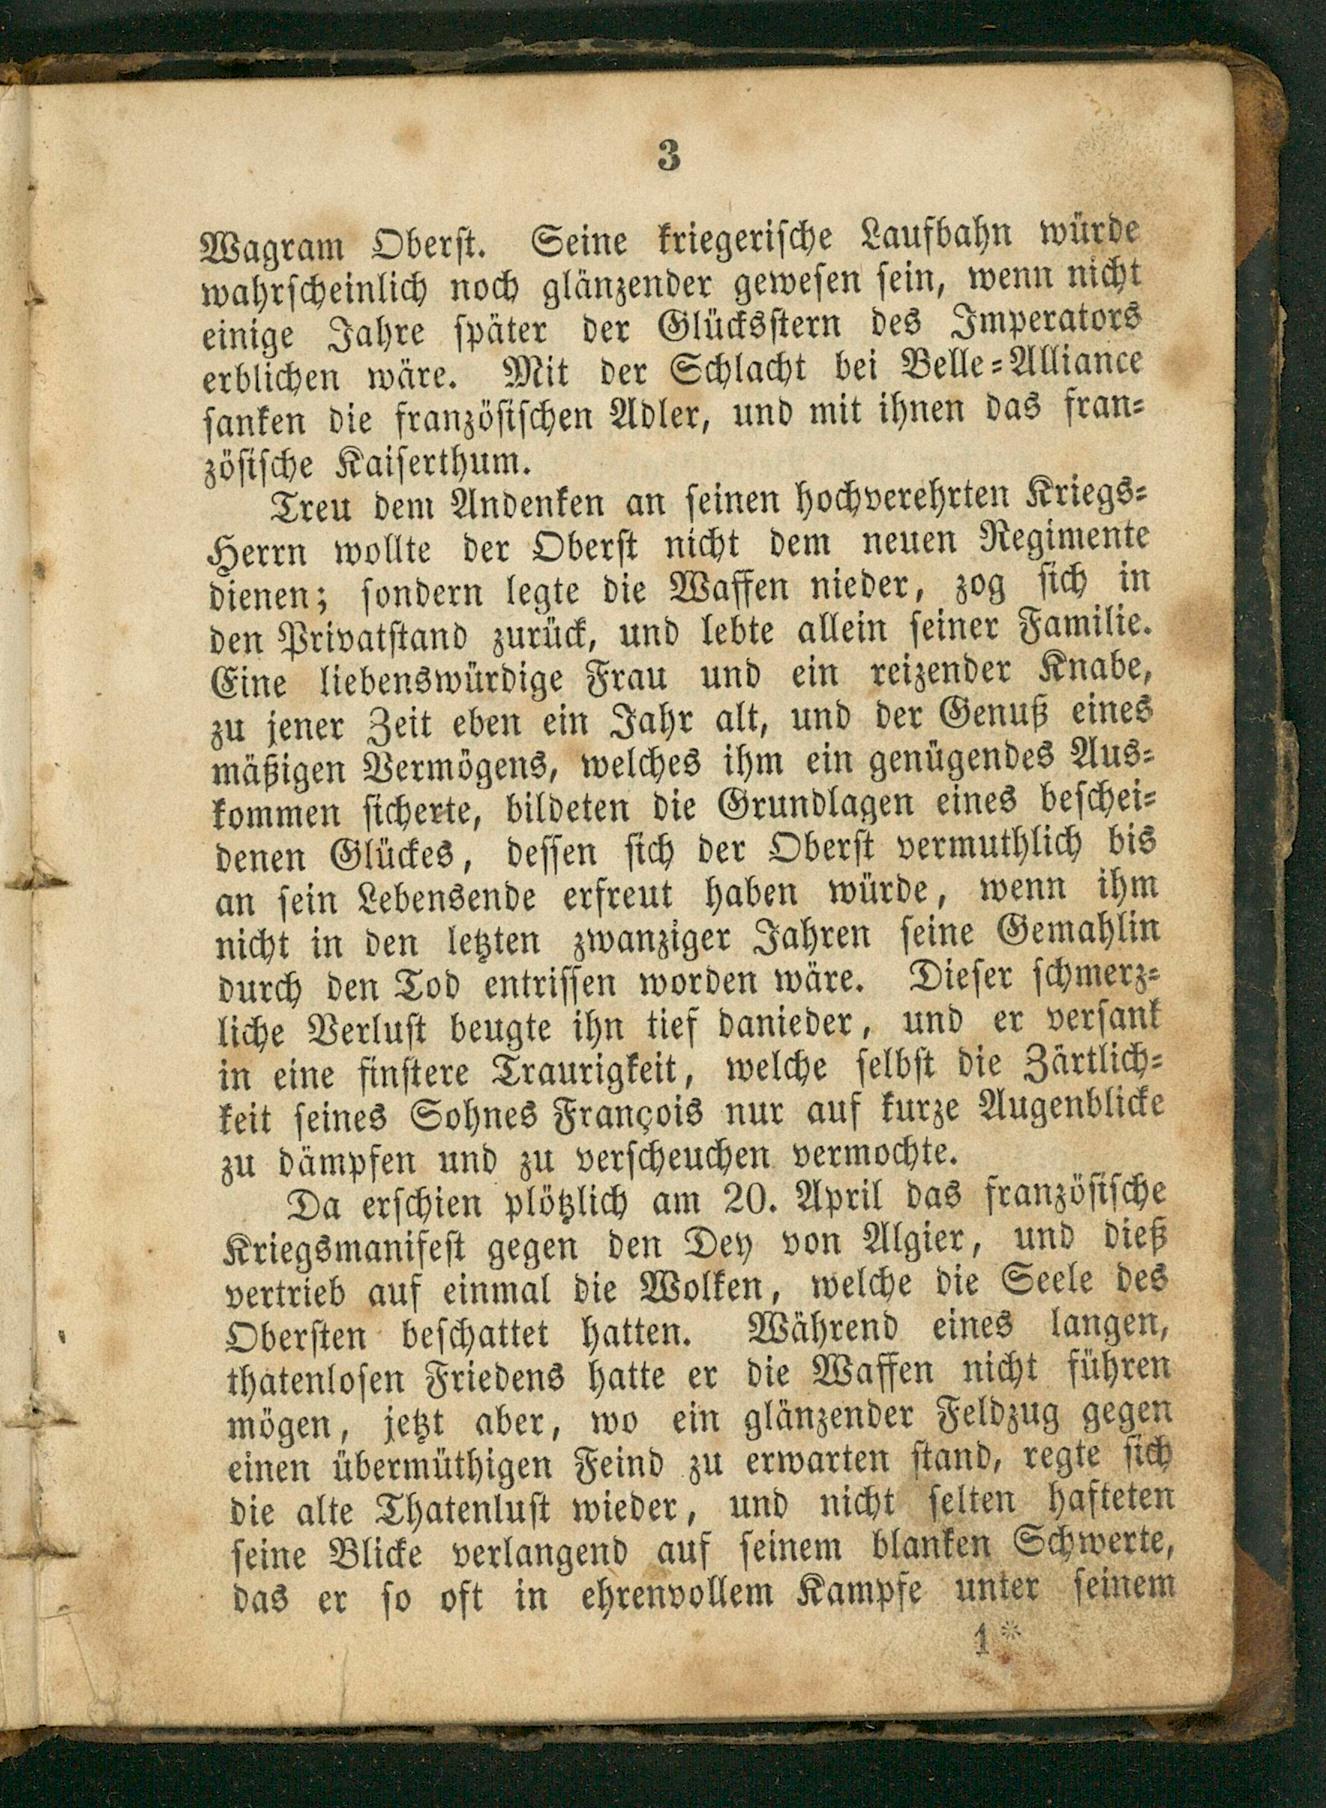 3
Wagram Oberst. Seine kriegerische Laufbahn würde
wahrscheinlich noch glänzender gewesen sein, wenn nicht
einige Jahre später der Glücksstern des Imperators
erblichen wäre. Mit der Schlacht bei Belle-Alliance
sanken die französischen Adler, und mit ihnen das fran-
zösische Kaiserthum.
Treu dem Andenken an seinen hochverehrten Kriegs-
Herrn wollte der Oberst nicht dem neuen Regimente
dienen; sondern legte die Waffen nieder, zog sich in
den Privatstand zurück, und lebte allein seiner Familie.
Eine liebenswürdige Frau und ein reizender Knabe,
zu jener Zeit eben ein Jahr alt, und der Genuß eines
mäßigen Vermögens, welches ihm ein genügendes Aus-
kommen sicherte, bildeten die Grundlagen eines beschei-
denen Glückes, dessen sich der Oberst vermuthlich bis
an sein Lebensende erfreut haben würde, wenn ihm
nicht in den letzten zwanziger Jahren seine Gemahlin
durch den Tod entrissen worden wäre. Dieser schmerz-
liche Verlust beugte ihn tief danieder, und er versank
in eine finstere Traurigkeit, welche selbst die Zärtlich-
keit seines Sohnes François nur auf kurze Augenblicke
zu dämpfen und zu verscheuchen vermochte.
Da erschien plötzlich am 20. April das französische
Kriegsmanifest gegen den Dey von Algier, und dieß
vertrieb auf einmal die Wolken, welche die Seele des
Obersten beschattet hatten. Während eines langen,
thatenlosen Friedens hatte er die Waffen nicht führen
mögen, jetzt aber, wo ein glänzender Feldzug gegen
einen übermüthigen Feind zu erwarten stand, regte sich
die alte Thatenlust wieder, und nicht selten hafteten
seine Blicke verlangend auf seinem blanken Schwerte,
das er so oft in ehrenvollem Kampfe unter seinem
1*